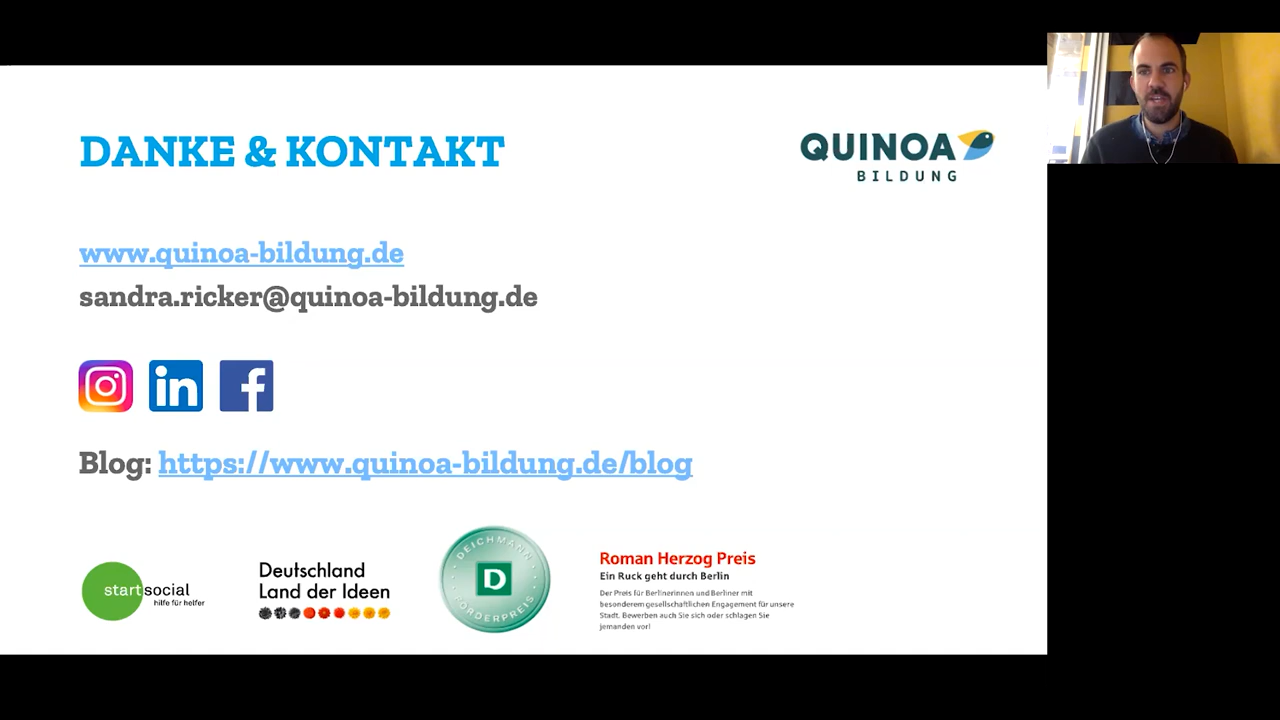 DANKE & KONTAKT
QUINOA
BILDUNG
www.quinoa-bildung.de
sandra.ricker@quinoa-bildung.de
in f
Blog: https://www.quinoa-bildung.de/blog
startsocial
hilfe für helfer
Deutschland
Land der Ideen
DEICHMANN
D
FÖRDERPREIS
Roman Herzog Preis
Ein Ruck geht durch Berlin
Der Preis für Berlinerinnen und Berliner mit
besonderem gesellschaftlichen Engagement für unsere
Stadt. Bewerben auch Sie sich oder schlagen Sie
jemanden vor!